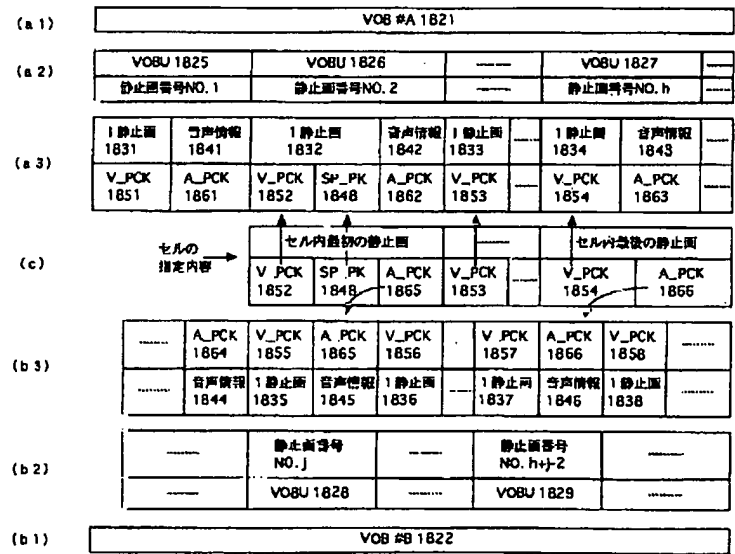 (a1)
VOB #A 1821
(a2)
VOBU 1825 VOBU 1826 ------ VOBU 1827 ------
静止画番号NO.1 静止画番号NO.2 ------ 静止画番号NO.h ------
(a3)
1静止画 音声情報 1静止画 音声情報 1静止画 ------ 1静止画 音声情報 ------
1831 1841 1832 1842 1833 1834 1843
V_PCK A_PCK V_PCK SP_PK A_PCK V_PCK ------ V_PCK A_PCK ------
1851 1861 1852 1848 1862 1853 1854 1863
(c)
セルの
指定内容
セル内最初の静止画 ------ セル内最後の静止画
V_PCK SP_PK A_PCK V_PCK ------ V_PCK A_PCK
1852 1848 1865 1853 1854 1866
(b3)
------ A_PCK V_PCK A_PCK V_PCK V_PCK A_PCK V_PCK ------
1864 1855 1865 1856 1857 1866 1858
------ 音声情報 1静止画 音声情報 1静止画 ------ 1静止画 音声情報 1静止画 ------
1844 1835 1845 1836 1837 1846 1838
(b2)
------ 静止画番号 ------ 静止画番号 ------
NO.j NO.h+j-2
------ VOBU 1828 ------ VOBU 1829 ------
(b1)
VOB #B 1822